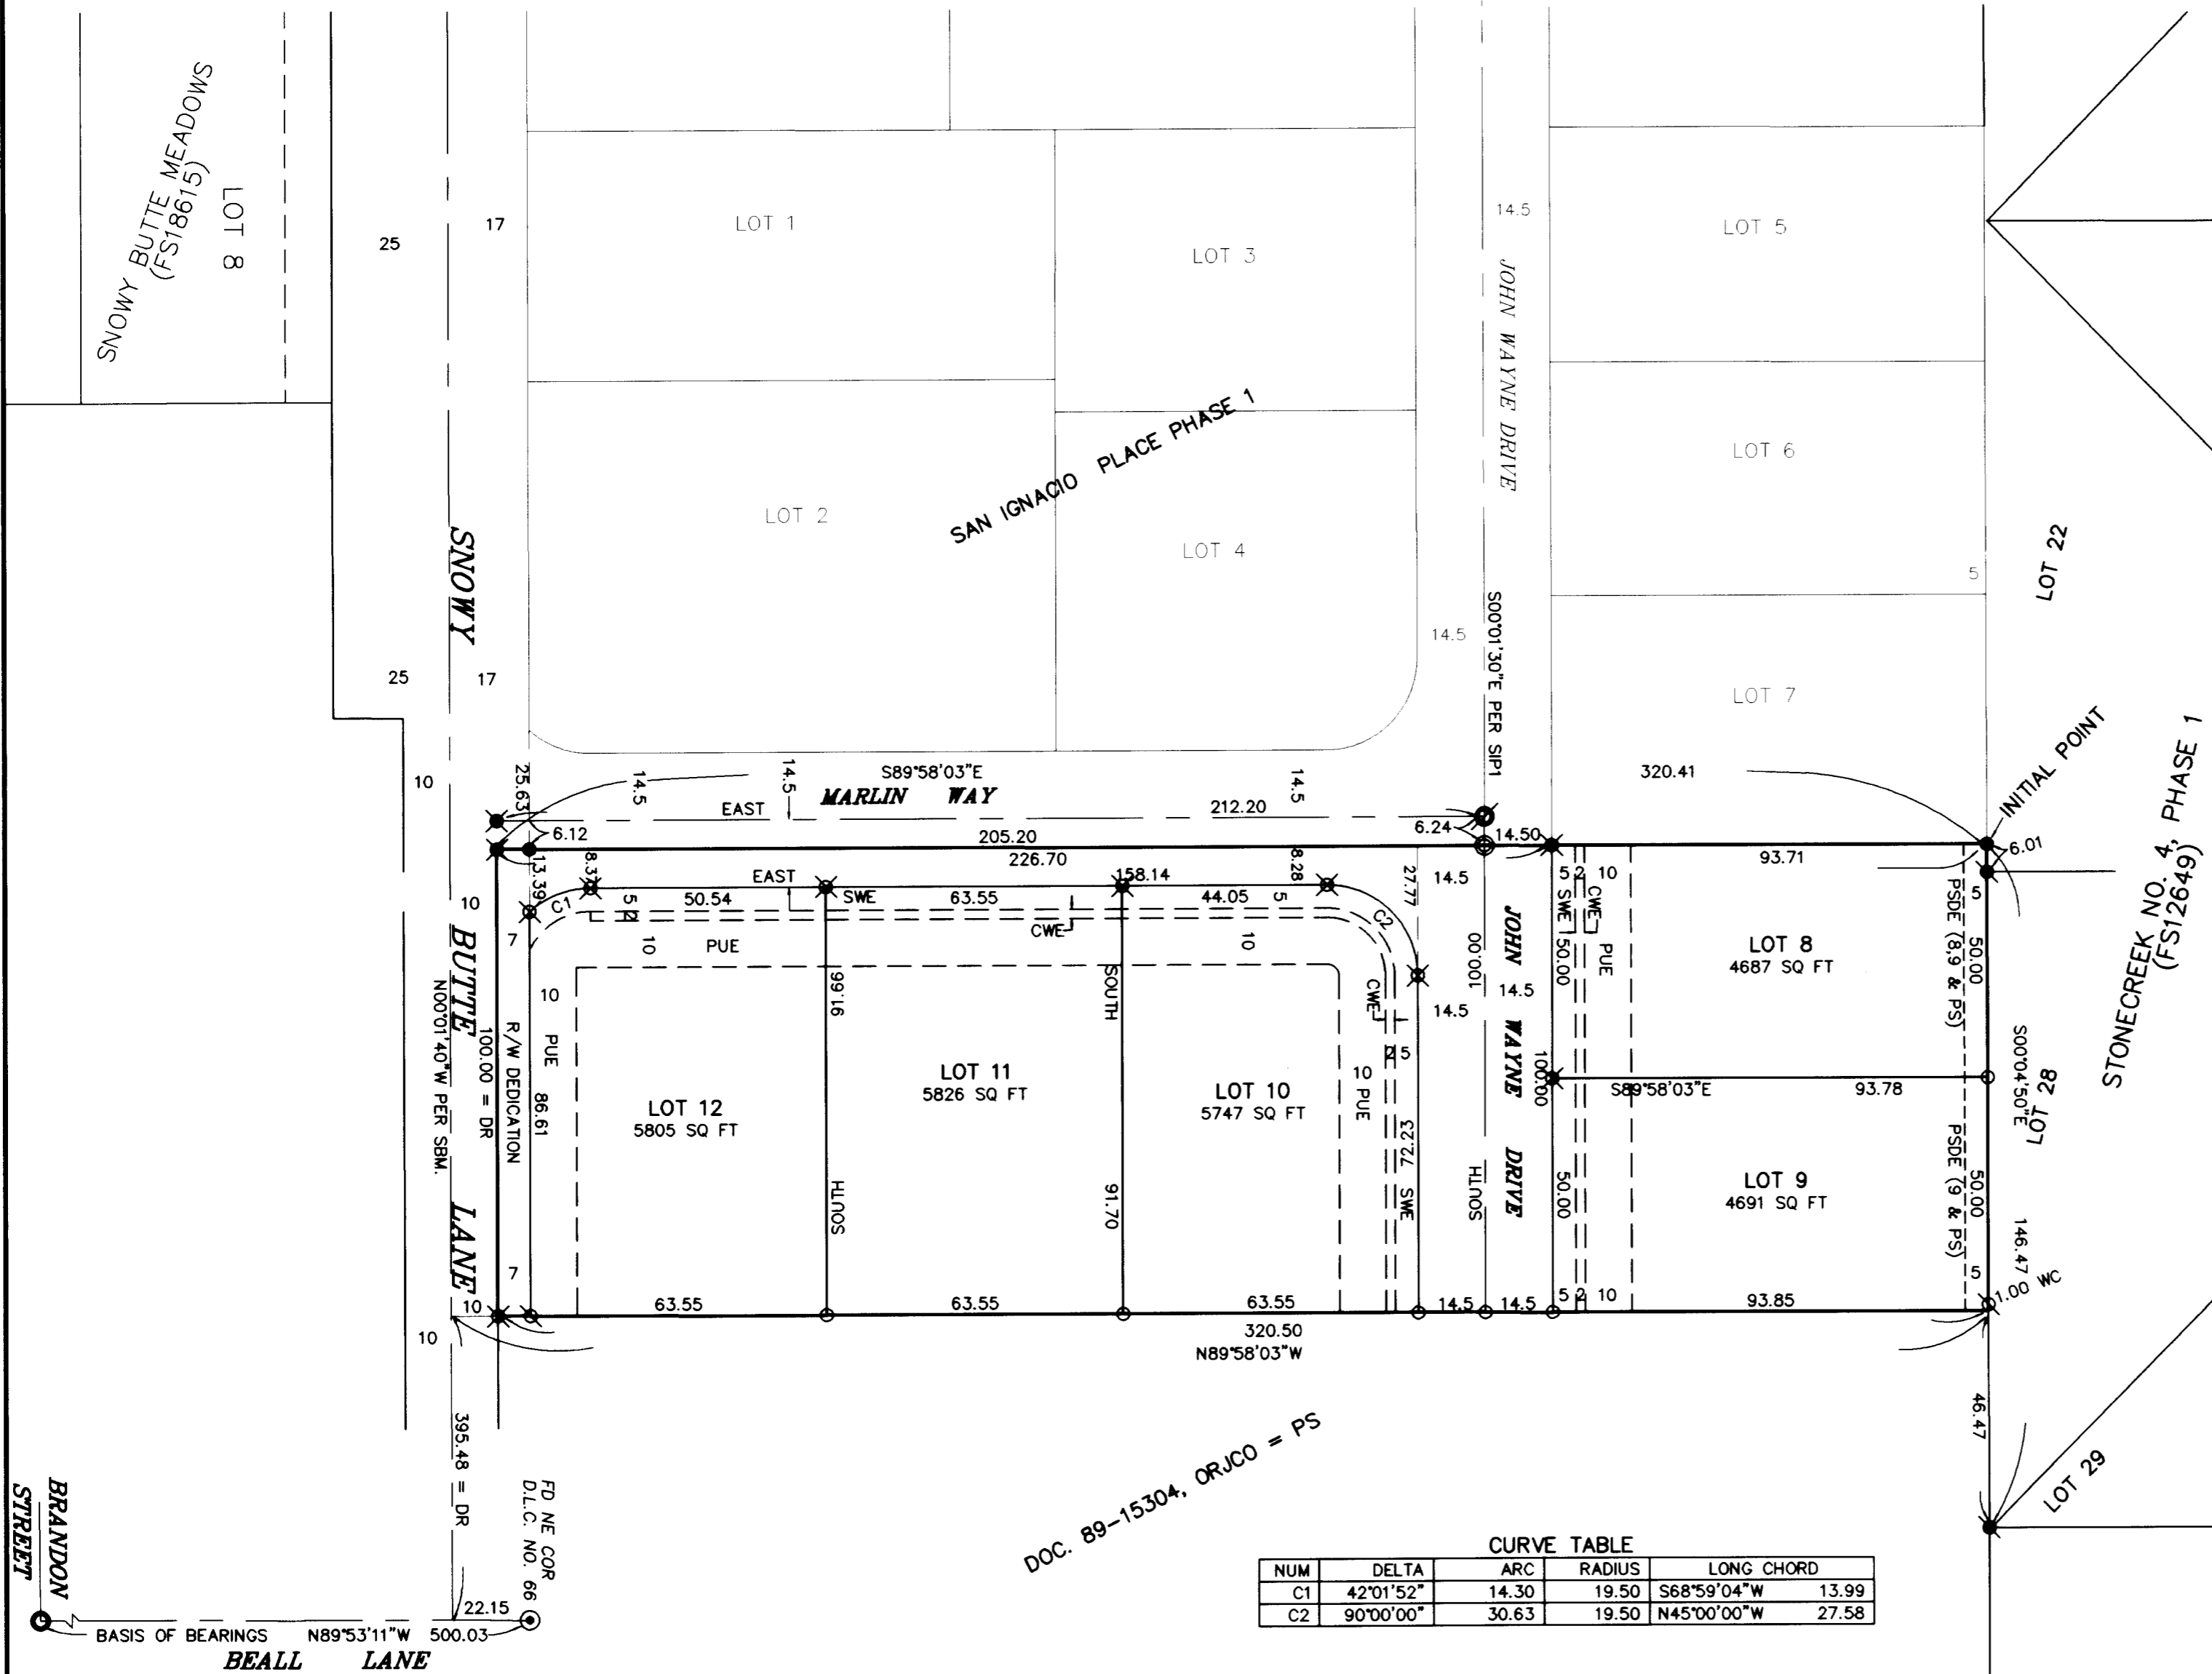 SNOWY BUTTE MEADOWS
(FS18615)
LOT 8
25
17
LOT 1
LOT 3
14.5
JOHN WAYNE DRIVE
LOT 5
LOT 6
LOT 2
SAN IGNACIO PLACE PHASE 1
LOT 4
5
LOT 22
14.5
S00°01'30"E PER SIP1
LOT 7
25
17
SNOWY BUTTE LANE
10
25.63
14.5
14.5
S89°58'03"E
MARLIN WAY
14.5
320.41
INITIAL POINT
STONECREEK NO. 4, PHASE 1
(FS12649)
EAST
212.20
6.12
205.20
6.24
14.50
6.01
226.70
93.71
13.39
8.37
EAST
158.14
8.28
27.77
14.5
5 2 10
C1
5
2
50.54
SWE
63.55
44.05
5
C2
CWE
10
PUE
10
7
10
PUE
R/W DEDICATION
86.61
91.66
SOUTH
SOUTH
91.70
CWE
14.5
14.5
2 5
10
PUE
72.23
SWE
100.00
SOUTH
JOHN WAYNE DRIVE
100.00
50.00
SWE
CWE
PUE
LOT 8
4687 SQ FT
PSDE (8,9 & PS)
5
50.00
S00°04'50"E
LOT 28
10
N00°01'40"W PER SBM.
100.00 = DR
LOT 12
5805 SQ FT
LOT 11
5826 SQ FT
LOT 10
5747 SQ FT
S89°58'03"E
93.78
50.00
LOT 9
4691 SQ FT
PSDE (9 & PS)
50.00
5
146.47
1.00 WC
7
10
10
63.55
63.55
63.55
14.5
14.5
5 2 10
93.85
320.50
N89°58'03"W
46.47
LOT 29
395.48 = DR
FD NE COR
D.L.C. NO. 66
DOC. 89-15304, ORJCO = PS
BRANDON
STREET
22.15
BASIS OF BEARINGS N89°53'11"W 500.03
BEALL LANE
CURVE TABLE
NUM DELTA ARC RADIUS LONG CHORD
C1 42°01'52" 14.30 19.50 S68°59'04"W 13.99
C2 90°00'00" 30.63 19.50 N45°00'00"W 27.58